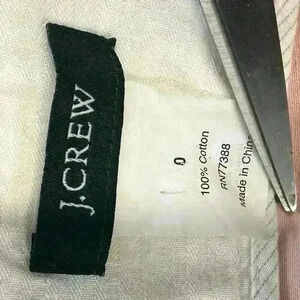 J.CREW
0
100% Cotton
RN77388
Made in China